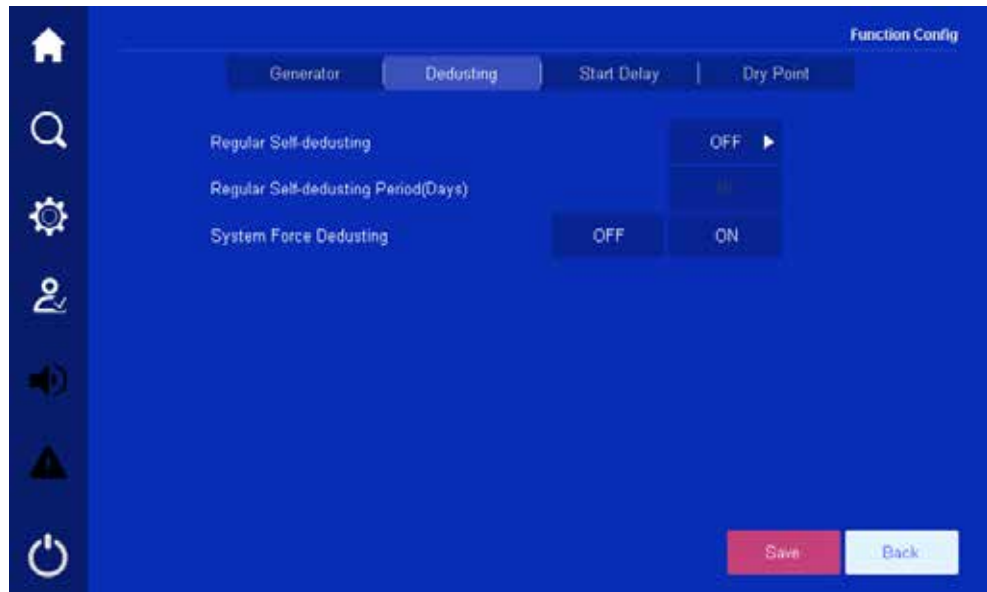 Function Config
Generator Dedusting Start Delay Dry Point
Regular Self-dedusting OFF
Regular Self-dedusting Period(Days)
System Force Dedusting OFF ON
Save Back